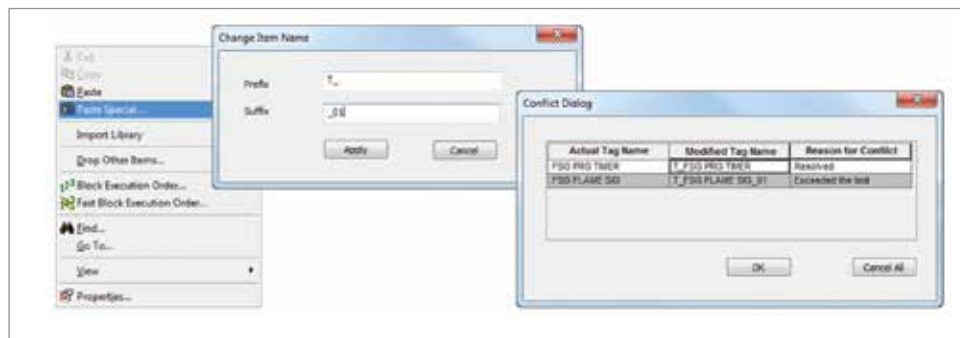 Cut
Copy
Paste
Paste Special...
Import Library
Drop Other Items...
Block Execution Order...
Fast Block Execution Order...
Find...
Go To...
View
Properties...
Change Item Name
Prefix
T_
Suffix
_01
Apply
Cancel
Conflict Dialog
Actual Tag Name Modified Tag Name Reason for Conflict
FSG PRG TIMER T_FSG PRG TIMER Resolved
FSG FLAME SIG T_FSG FLAME SIG_01 Exceeded the limit
OK
Cancel All